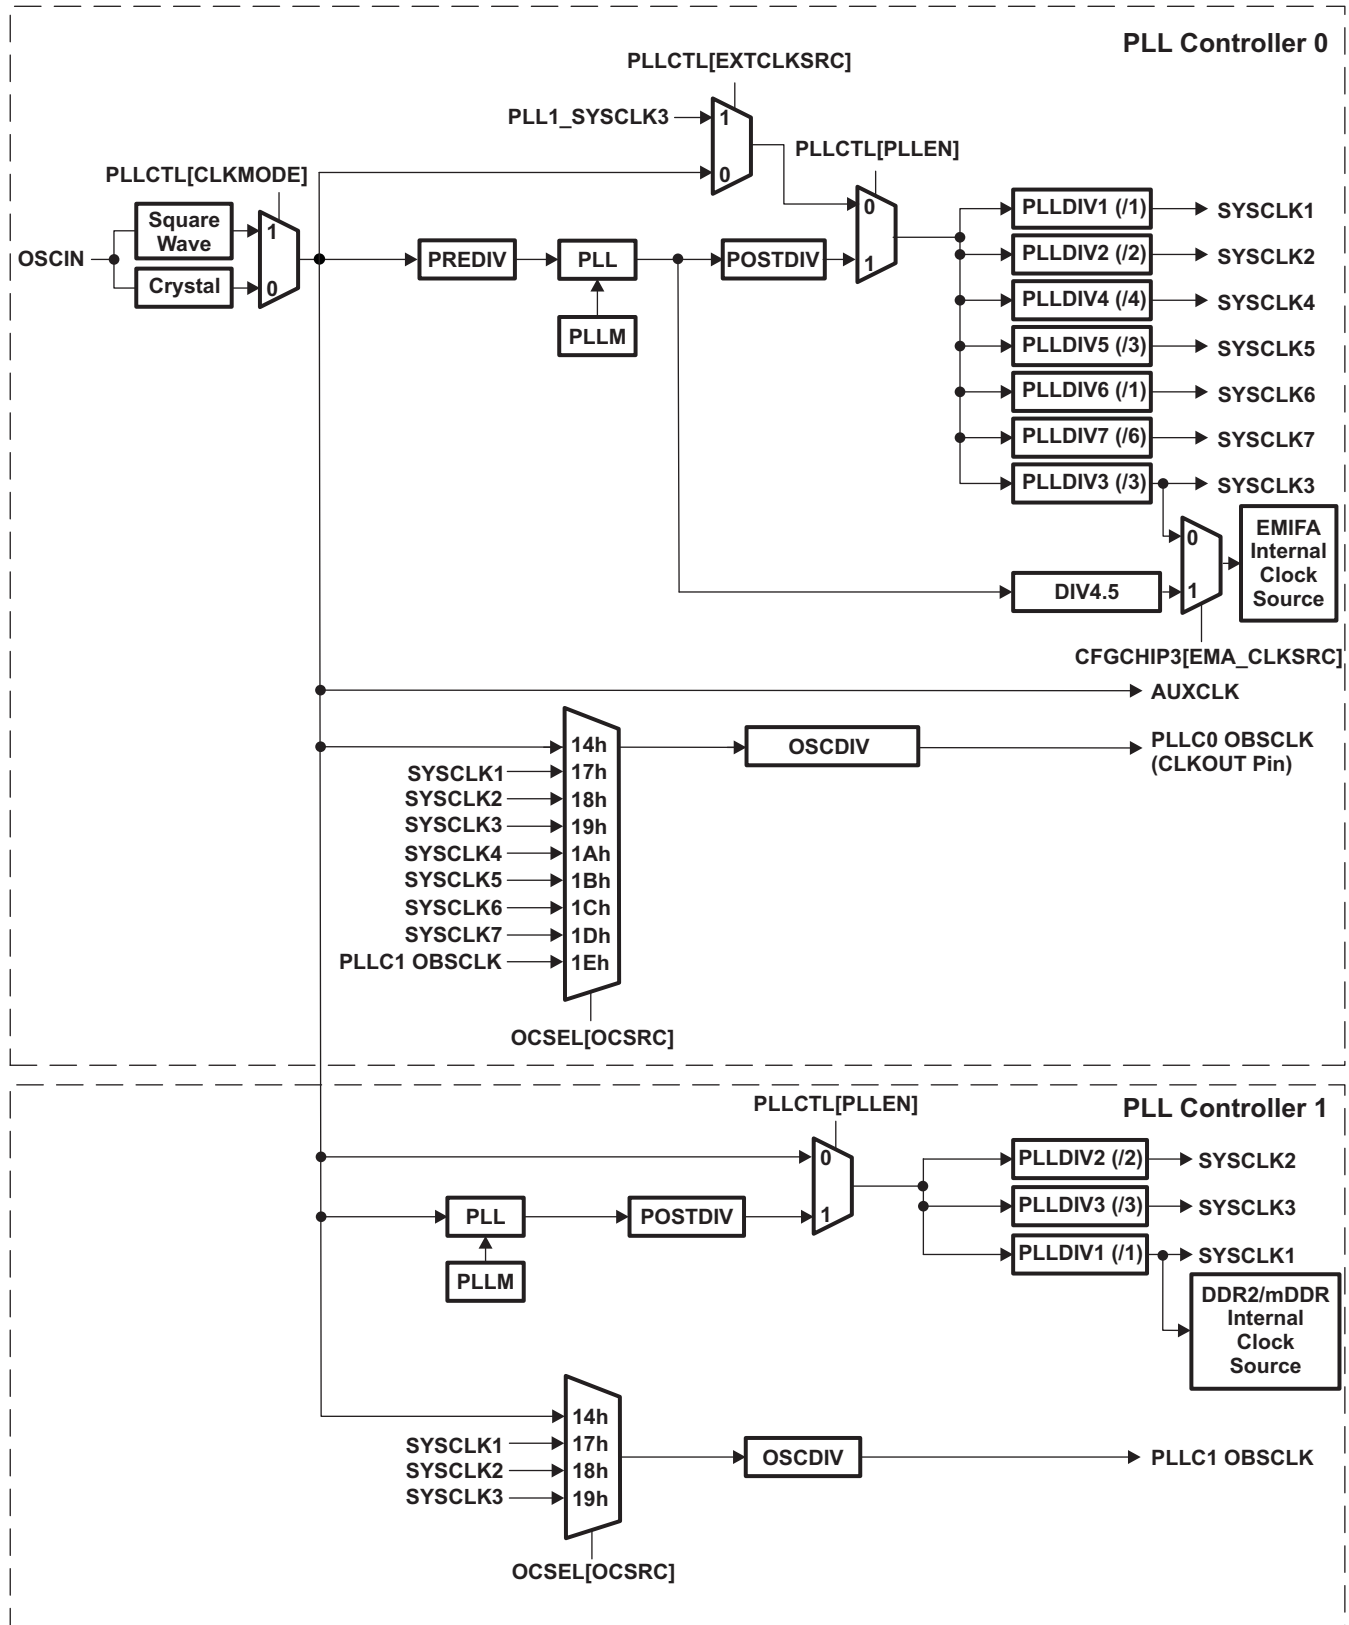 PLL Controller 0
PLLCTL[EXTCLKSRC]
PLL1_SYSCLK3
1
0
PLLCTL[PLLEN]
0
1
PLLCTL[CLKMODE]
OSCIN
Square
Wave
Crystal
1
0
PREDIV
PLL
PLLM
POSTDIV
PLLDIV1 (/1)
SYSCLK1
PLLDIV2 (/2)
SYSCLK2
PLLDIV4 (/4)
SYSCLK4
PLLDIV5 (/3)
SYSCLK5
PLLDIV6 (/1)
SYSCLK6
PLLDIV7 (/6)
SYSCLK7
PLLDIV3 (/3)
SYSCLK3
0
1
EMIFA
Internal
Clock
Source
DIV4.5
CFGCHIP3[EMA_CLKSRC]
AUXCLK
14h
OSCDIV
PLLC0 OBSCLK
(CLKOUT Pin)
SYSCLK1
17h
SYSCLK2
18h
SYSCLK3
19h
SYSCLK4
1Ah
SYSCLK5
1Bh
SYSCLK6
1Ch
SYSCLK7
1Dh
PLLC1 OBSCLK
1Eh
OCSEL[OCSRC]
PLL Controller 1
PLLCTL[PLLEN]
0
1
PLL
PLLM
POSTDIV
PLLDIV2 (/2)
SYSCLK2
PLLDIV3 (/3)
SYSCLK3
PLLDIV1 (/1)
SYSCLK1
DDR2/mDDR
Internal
Clock
Source
14h
SYSCLK1
17h
SYSCLK2
18h
SYSCLK3
19h
OSCDIV
PLLC1 OBSCLK
OCSEL[OCSRC]